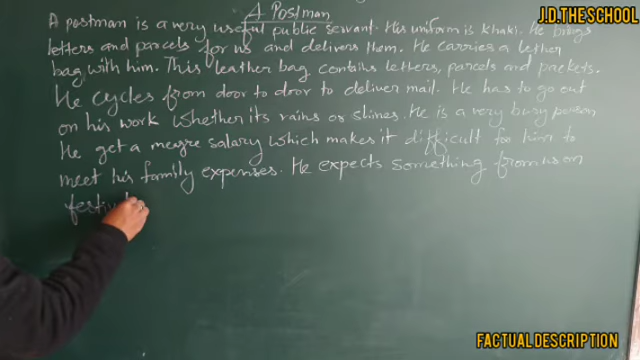 J.D.THESCHOOL
A Postman
A postman is a very useful public servant. His uniform is khaki. He brings
letters and parcels for us and delivers them. He carries a lether
bag with him. This leather bag contains letters, parcels and packets.
He cycles from door to door to deliver mail. He has to go out
on his work whether its rains or shines. He is a very busy person
He get a meagre salary which makes it difficult for him to
meet his family expenses. He expects something from us on
FACTUAL DESCRIPTION